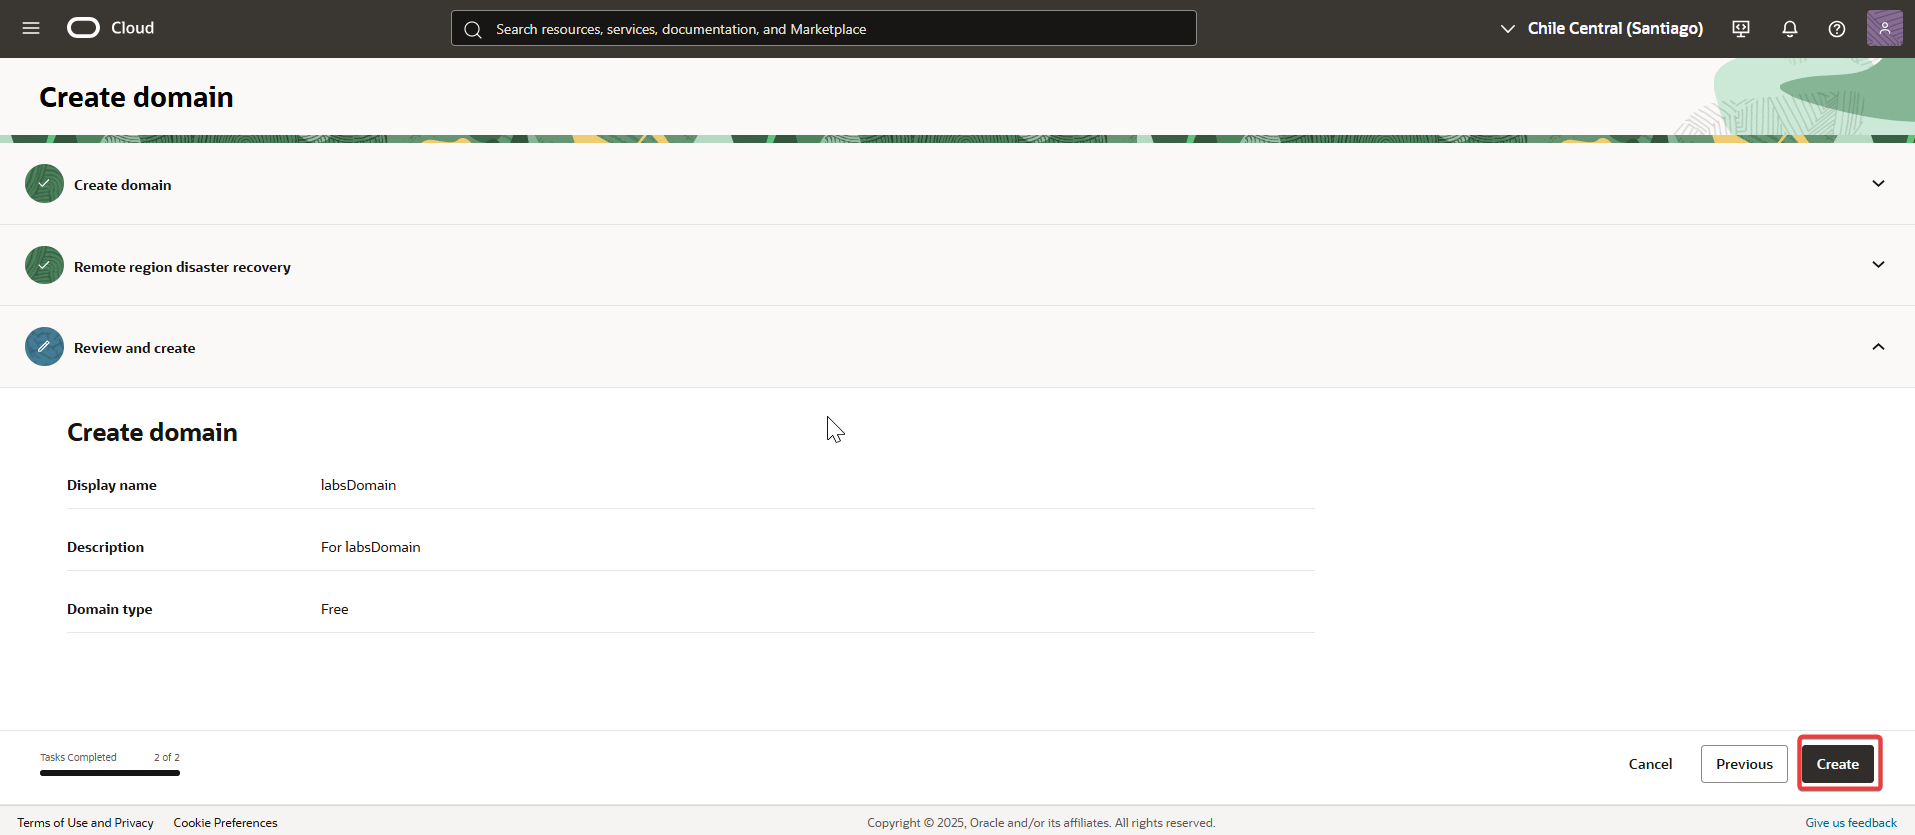 Cloud
Search resources, services, documentation, and Marketplace
Chile Central (Santiago)
Create domain
Create domain
Remote region disaster recovery
Review and create
Create domain
Display name labsDomain
Description For labsDomain
Domain type Free
Tasks Completed 2 of 2
Cancel Previous Create
Terms of Use and Privacy Cookie Preferences Copyright © 2025, Oracle and/or its affiliates. All rights reserved. Give us feedback